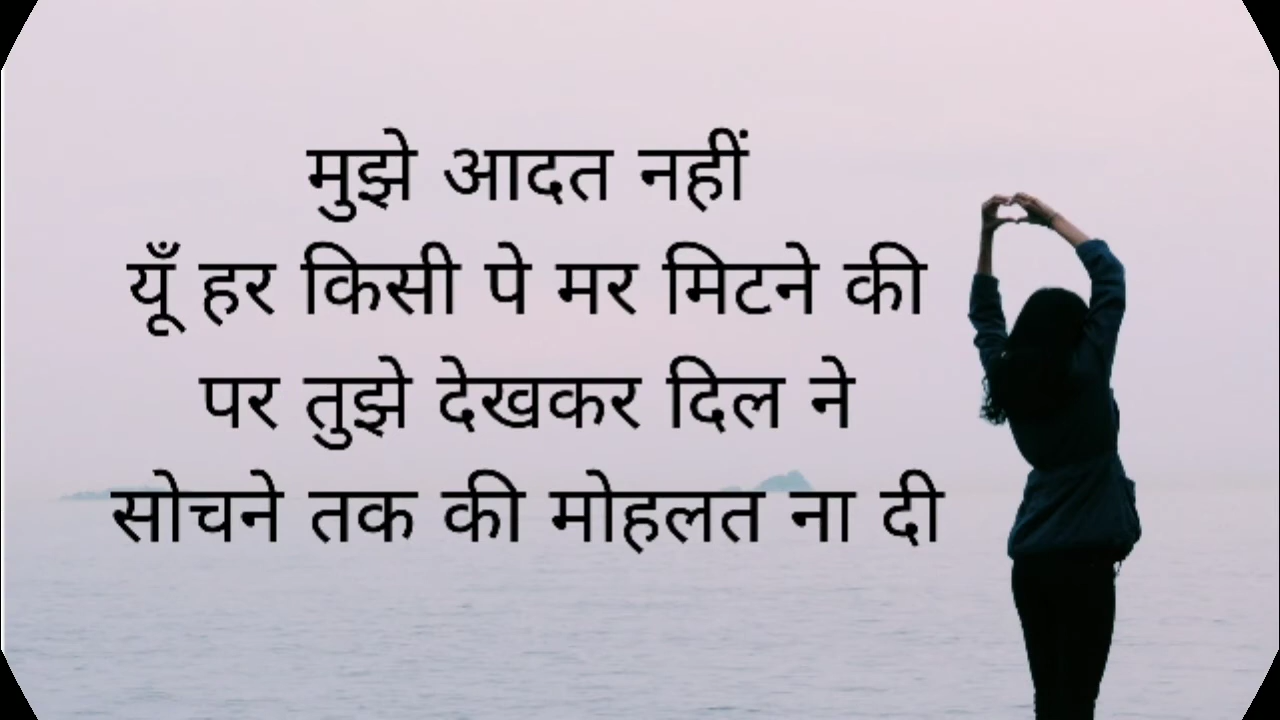 मुझे आदत नहीं
यूँ हर किसी पे मर मिटने की
पर तुझे देखकर दिल ने
सोचने तक की मोहलत ना दी